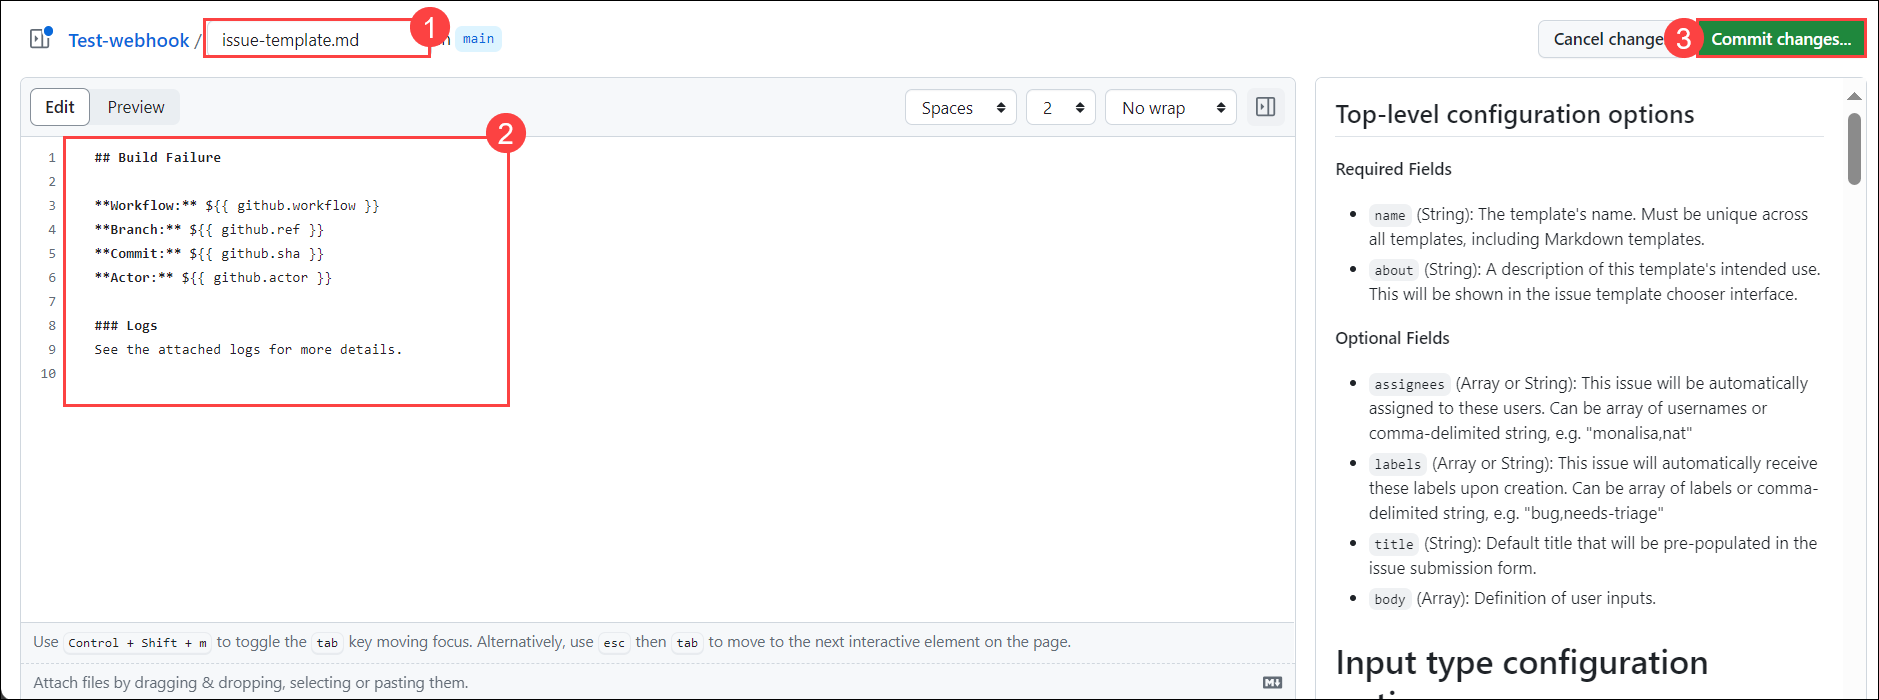 Test-webhook / issue-template.md main
1
Cancel change
3
Commit changes...
Edit
Preview
Spaces
2
No wrap
2
1 ## Build Failure
2
3 **Workflow:** ${{ github.workflow }}
4 **Branch:** ${{ github.ref }}
5 **Commit:** ${{ github.sha }}
6 **Actor:** ${{ github.actor }}
7
8 ### Logs
9 See the attached logs for more details.
10
Use Control + Shift + m to toggle the tab key moving focus. Alternatively, use esc then tab to move to the next interactive element on the page.
Attach files by dragging & dropping, selecting or pasting them.
Top-level configuration options
Required Fields
• name (String): The template's name. Must be unique across
all templates, including Markdown templates.
• about (String): A description of this template's intended use.
This will be shown in the issue template chooser interface.
Optional Fields
• assignees (Array or String): This issue will be automatically
assigned to these users. Can be array of usernames or
comma-delimited string, e.g. "monalisa,nat"
• labels (Array or String): This issue will automatically receive
these labels upon creation. Can be array of labels or comma-
delimited string, e.g. "bug,needs-triage"
• title (String): Default title that will be pre-populated in the
issue submission form.
• body (Array): Definition of user inputs.
Input type configuration